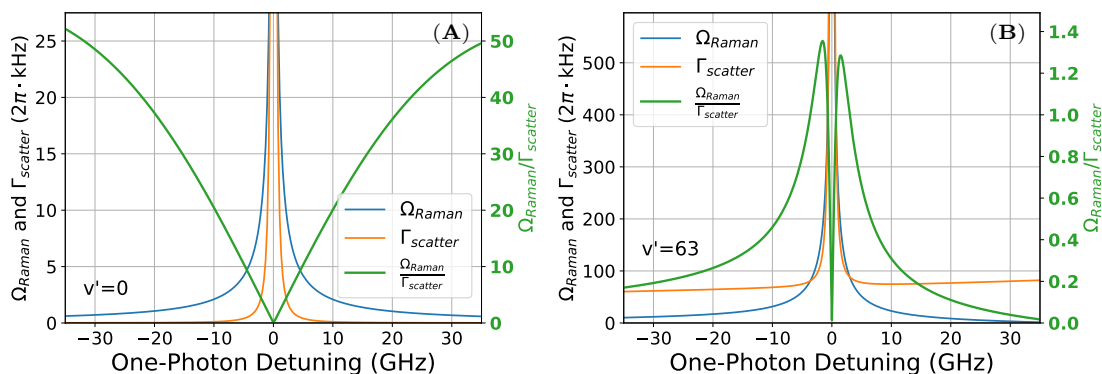 (A)
Ω_Raman and Γ_scatter (2π· kHz)
25
20
15
10
5
0
50
40
30
20
10
0
Ω_Raman/Γ_scatter
Ω_Raman
Γ_scatter
Ω_Raman/Γ_scatter
v'=0
−30 −20 −10 0 10 20 30
One-Photon Detuning (GHz)
(B)
Ω_Raman and Γ_scatter (2π· kHz)
500
400
300
200
100
0
1.4
1.2
1.0
0.8
0.6
0.4
0.2
0.0
Ω_Raman/Γ_scatter
Ω_Raman
Γ_scatter
Ω_Raman/Γ_scatter
v'=63
−30 −20 −10 0 10 20 30
One-Photon Detuning (GHz)